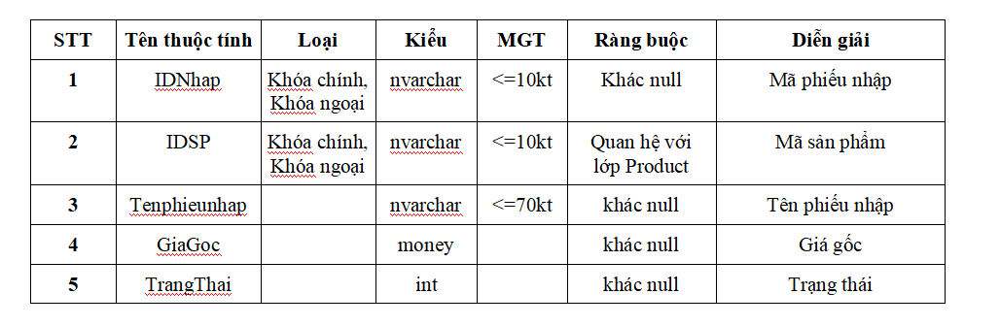 STT Tên thuộc tính Loại Kiểu MGT Ràng buộc Diễn giải
1 IDNhap Khóa chính, nvarchar <=10kt Khác null Mã phiếu nhập
Khóa ngoại
2 IDSP Khóa chính, nvarchar <=10kt Quan hệ với Mã sản phẩm
Khóa ngoại lớp Product
3 Tenphieunhap nvarchar <=70kt khác null Tên phiếu nhập
4 GiaGoc money khác null Giá gốc
5 TrangThai int khác null Trạng thái